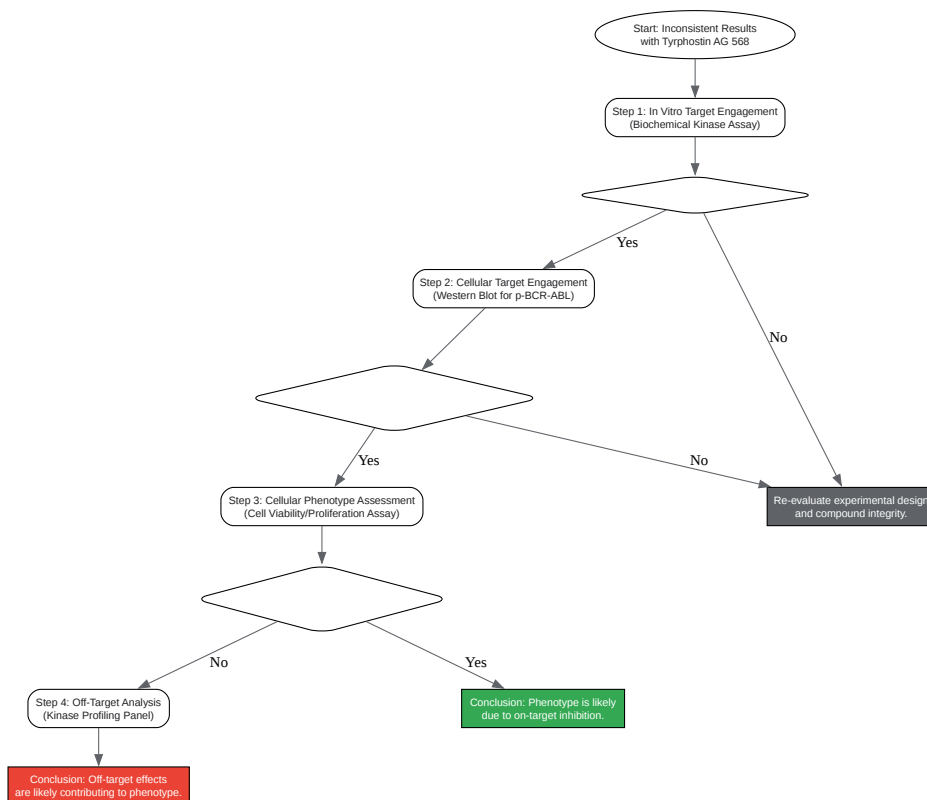 Start: Inconsistent Results
with Tyrphostin AG 568
Step 1: In Vitro Target Engagement
(Biochemical Kinase Assay)
Yes
Step 2: Cellular Target Engagement
(Western Blot for p-BCR-ABL)
No
Yes
No
Step 3: Cellular Phenotype Assessment
(Cell Viability/Proliferation Assay)
Re-evaluate experimental design
and compound integrity.
No
Yes
Step 4: Off-Target Analysis
(Kinase Profiling Panel)
Conclusion: Phenotype is likely
due to on-target inhibition.
Conclusion: Off-target effects
are likely contributing to phenotype.